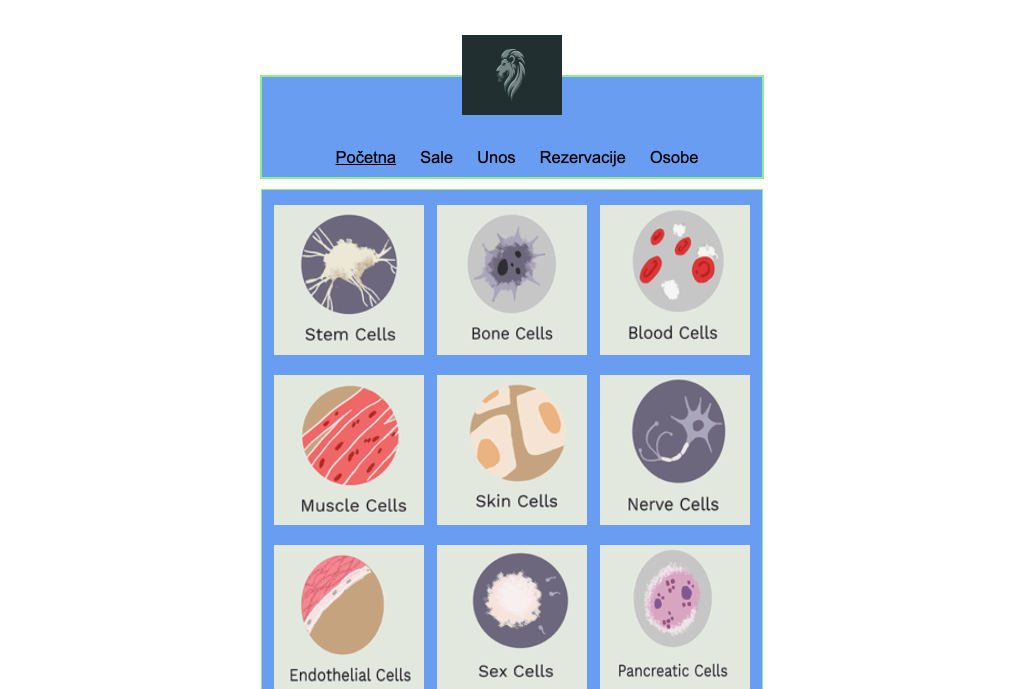 Početna Sale Unos Rezervacije Osobe
Stem Cells
Bone Cells
Blood Cells
Muscle Cells
Skin Cells
Nerve Cells
Endothelial Cells
Sex Cells
Pancreatic Cells